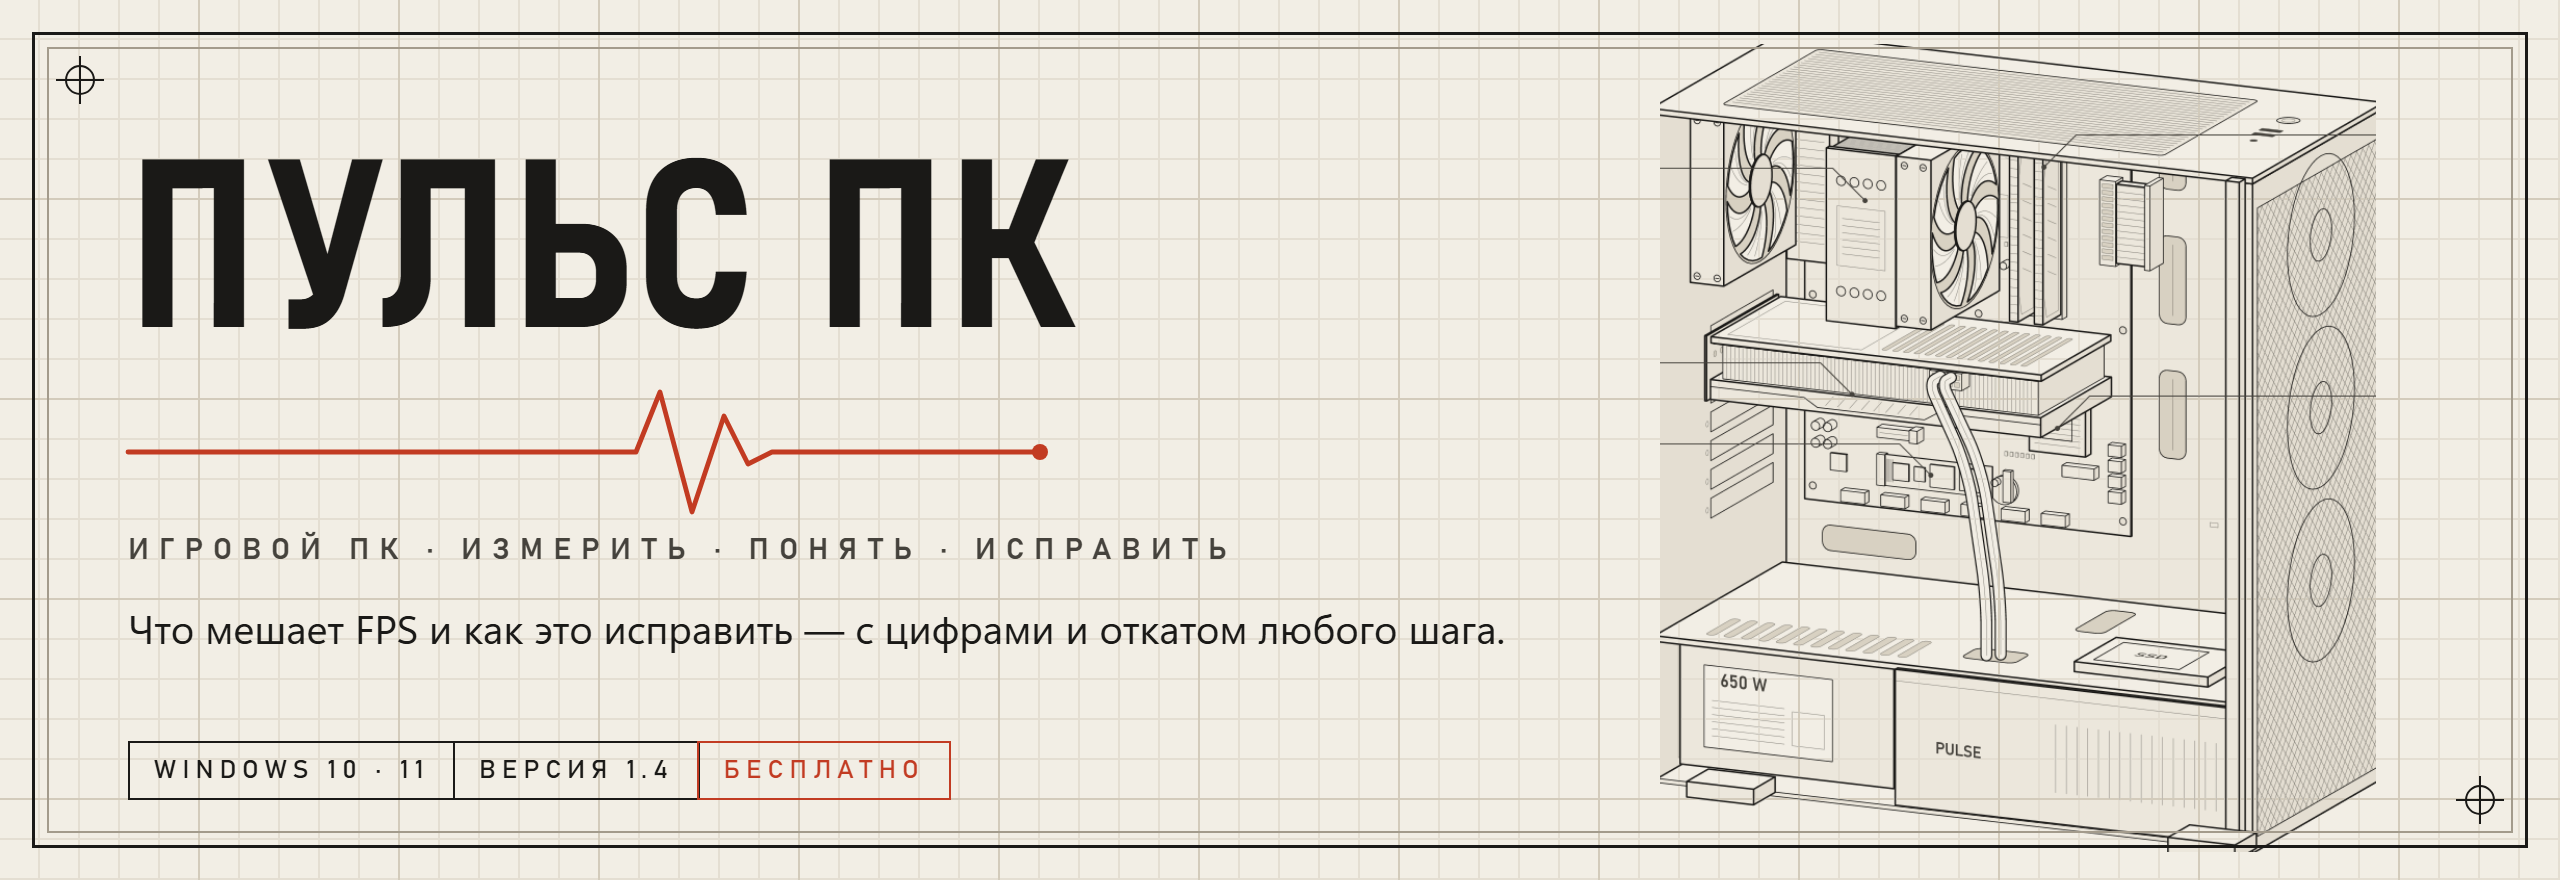 ПУЛЬС ПК
ИГРОВОЙ ПК · ИЗМЕРИТЬ · ПОНЯТЬ · ИСПРАВИТЬ
Что мешает FPS и как это исправить — с цифрами и откатом любого шага.
WINDOWS 10 · 11
ВЕРСИЯ 1.4
БЕСПЛАТНО
SSD
650 W
PULSE